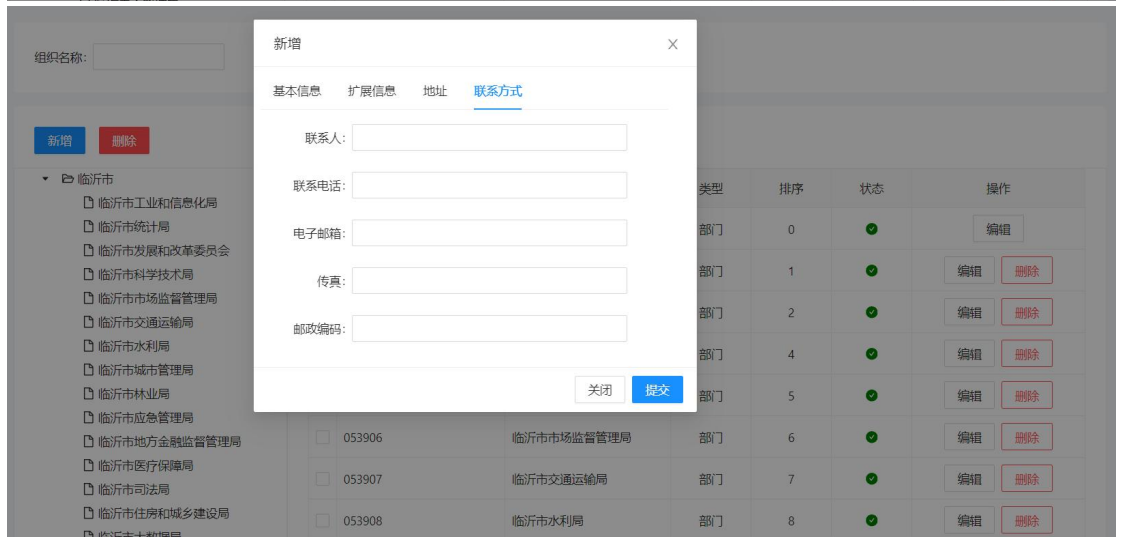 组织名称:
新增
基本信息 扩展信息 地址 联系方式
联系人:
联系电话:
电子邮箱:
传真:
邮政编码:
关闭 提交
新增 删除
临沂市
临沂市工业和信息化局
临沂市统计局
临沂市发展和改革委员会
临沂市科学技术局
临沂市市场监督管理局
临沂市交通运输局
临沂市水利局
临沂市城市管理局
临沂市林业局
临沂市应急管理局
临沂市地方金融监督管理局
临沂市医疗保障局
临沂市司法局
临沂市住房和城乡建设局
类型 排序 状态 操作
部门 0 编辑
部门 1 编辑 删除
部门 2 编辑 删除
部门 4 编辑 删除
部门 5 编辑 删除
053906 临沂市市场监督管理局 部门 6 编辑 删除
053907 临沂市交通运输局 部门 7 编辑 删除
053908 临沂市水利局 部门 8 编辑 删除